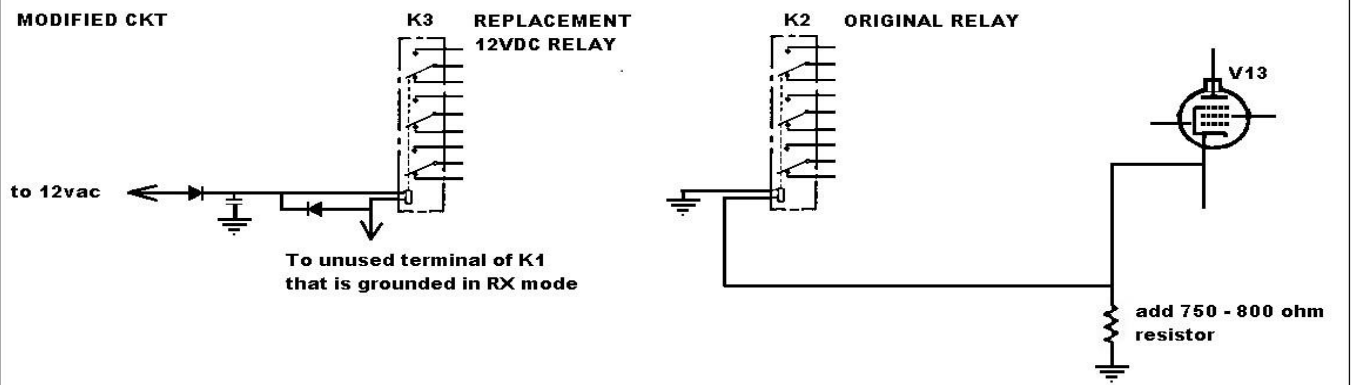 MODIFIED CKT
K3
REPLACEMENT
12VDC RELAY
K2
ORIGINAL RELAY
V13
to 12vac
To unused terminal of K1
that is grounded in RX mode
add 750 - 800 ohm
resistor